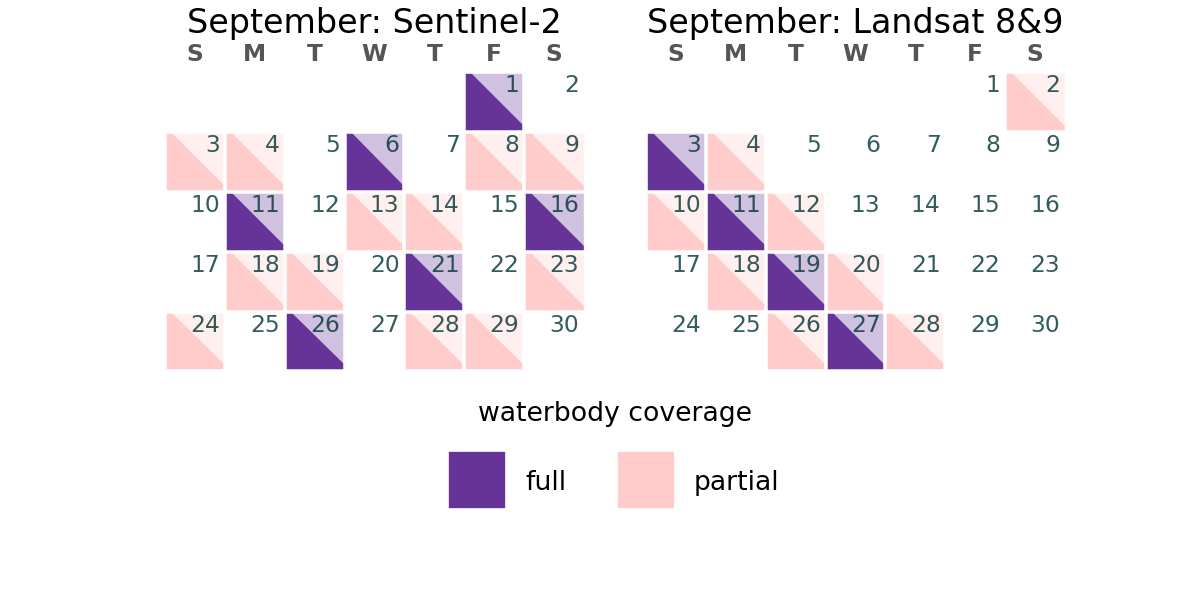 September: Sentinel-2
S M T W T F S
1 2
3 4 5 6 7 8 9
10 11 12 13 14 15 16
17 18 19 20 21 22 23
24 25 26 27 28 29 30
September: Landsat 8&9
S M T W T F S
1 2
3 4 5 6 7 8 9
10 11 12 13 14 15 16
17 18 19 20 21 22 23
24 25 26 27 28 29 30
waterbody coverage
full partial